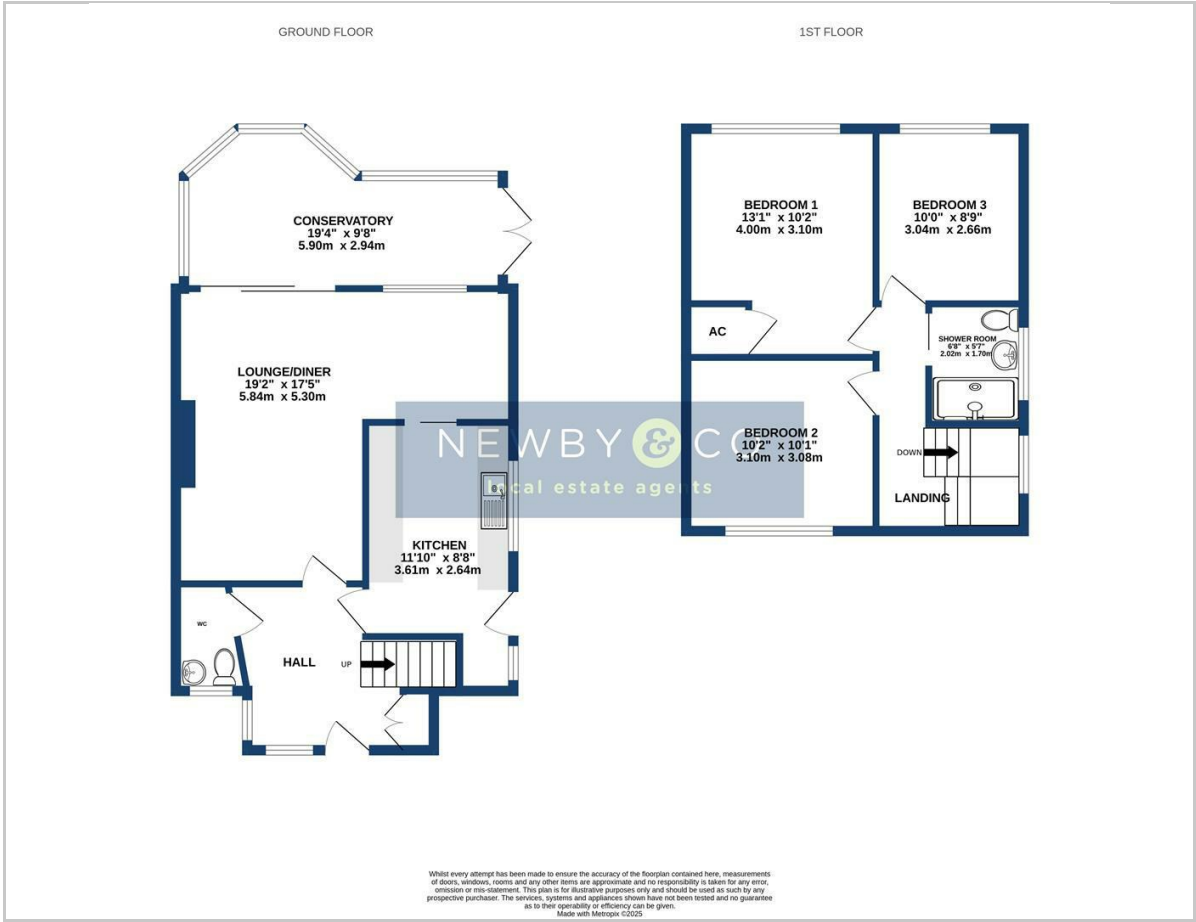 GROUND FLOOR
CONSERVATORY
19'4" x 9'8"
5.90m x 2.94m
LOUNGE/DINER
19'2" x 17'5"
5.84m x 5.30m
KITCHEN
11'10" x 8'8"
3.61m x 2.64m
WC
HALL
UP
1ST FLOOR
BEDROOM 1
13'1" x 10'2"
4.00m x 3.10m
BEDROOM 3
10'0" x 8'9"
3.04m x 2.66m
AC
SHOWER ROOM
6'8" x 5'7"
2.02m x 1.70m
BEDROOM 2
10'2" x 10'1"
3.10m x 3.08m
DOWN
LANDING
NEWBY & CO
local estate agents
Whilst every attempt has been made to ensure the accuracy of the floorplan contained here, measurements
of doors, windows, rooms and any other items are approximate and no responsibility is taken for any error,
omission or mis-statement. This plan is for illustrative purposes only and should be used as such by any
prospective purchaser. The services, systems and appliances shown have not been tested and no guarantee
as to their operability or efficiency can be given.
Made with Metropix ©2025